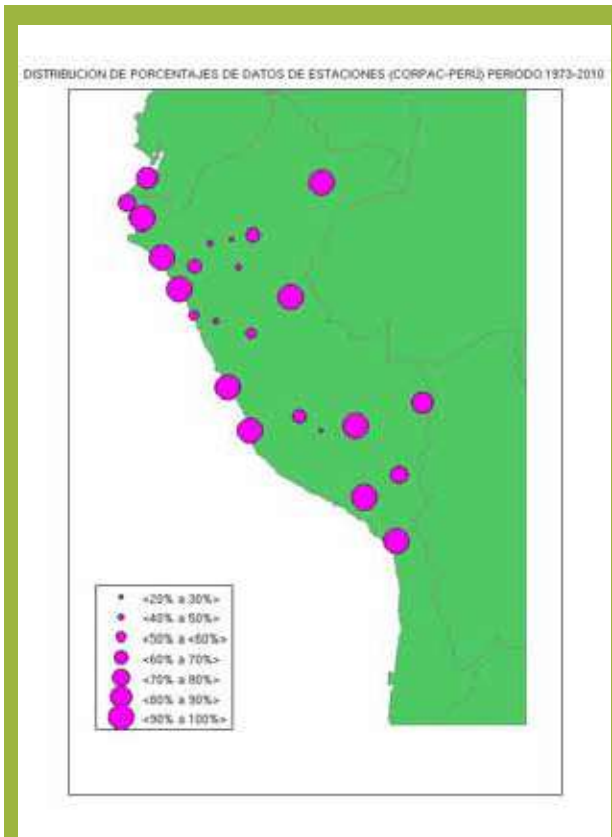 DISTRIBUCION DE PORCENTAJES DE DATOS DE ESTACIONES (CORPAC-PERÚ) PERIODO:1973-2010
<20% a 30%>
<40% a 50%>
<50% a <60%>
<60% a 70%>
<70% a 80%>
<80% a 90%>
<90% a 100%>